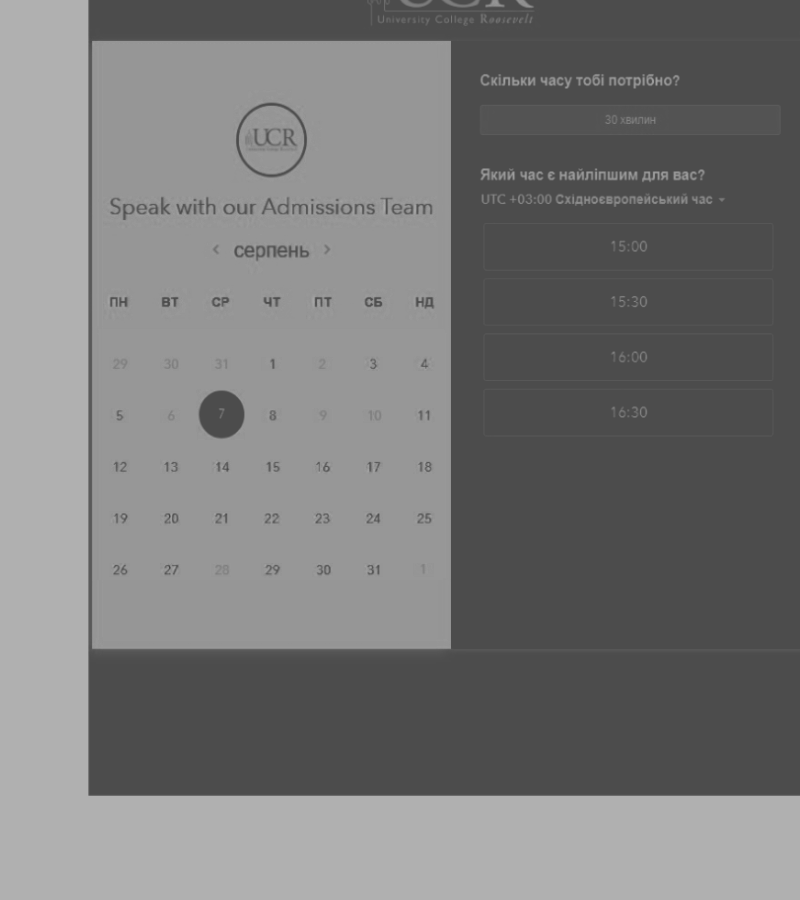 UCR
University College Roosevelt
UCR
Speak with our Admissions Team
‹ серпень ›
ПН ВТ СР ЧТ ПТ СБ НД
29 30 31 1 2 3 4
5 6 7 8 9 10 11
12 13 14 15 16 17 18
19 20 21 22 23 24 25
26 27 28 29 30 31 1
Скільки часу тобі потрібно?
30 хвилин
Який час є найліпшим для вас?
UTC +03:00 Східноєвропейський час
15:00
15:30
16:00
16:30